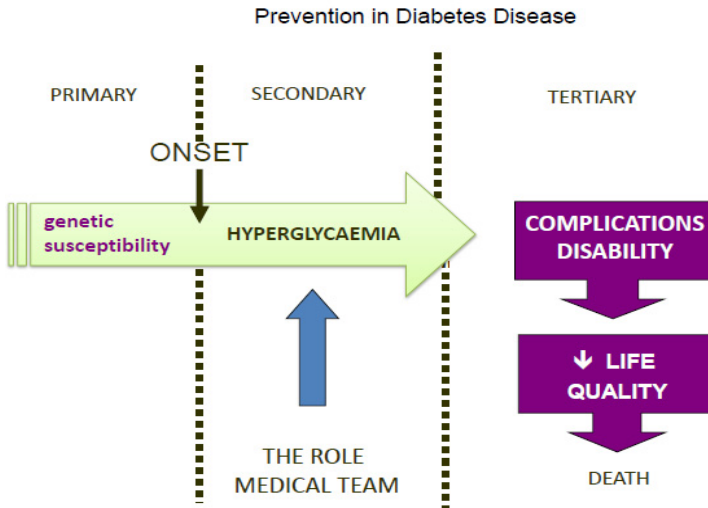 Prevention in Diabetes Disease
PRIMARY
SECONDARY
TERTIARY
ONSET
genetic
susceptibility
HYPERGLYCAEMIA
COMPLICATIONS
DISABILITY
↓ LIFE
QUALITY
THE ROLE
MEDICAL TEAM
DEATH